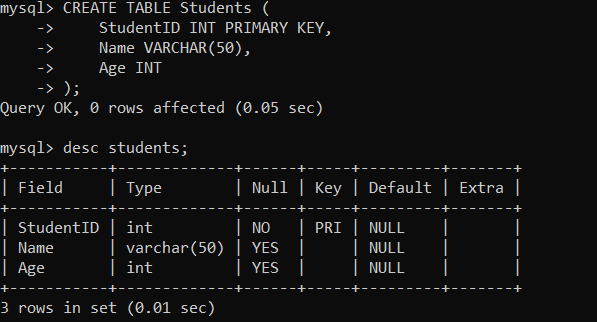 mysql> CREATE TABLE Students (
    ->     StudentID INT PRIMARY KEY,
    ->     Name VARCHAR(50),
    ->     Age INT
    -> );
Query OK, 0 rows affected (0.05 sec)

mysql> desc students;
+-----------+-------------+------+-----+---------+-------+
| Field     | Type        | Null | Key | Default | Extra |
+-----------+-------------+------+-----+---------+-------+
| StudentID | int         | NO   | PRI | NULL    |       |
| Name      | varchar(50) | YES  |     | NULL    |       |
| Age       | int         | YES  |     | NULL    |       |
+-----------+-------------+------+-----+---------+-------+
3 rows in set (0.01 sec)